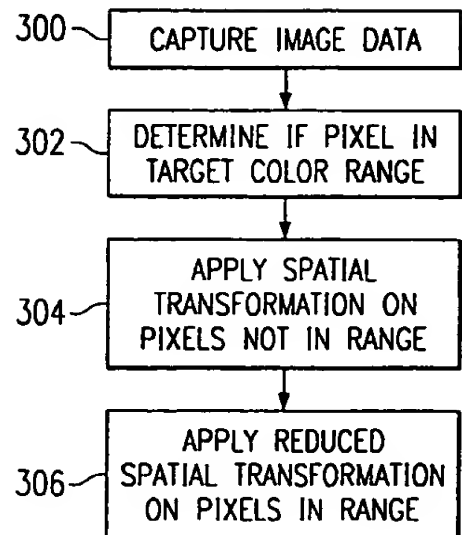 300
CAPTURE IMAGE DATA
302
DETERMINE IF PIXEL IN
TARGET COLOR RANGE
304
APPLY SPATIAL
TRANSFORMATION ON
PIXELS NOT IN RANGE
306
APPLY REDUCED
SPATIAL TRANSFORMATION
ON PIXELS IN RANGE